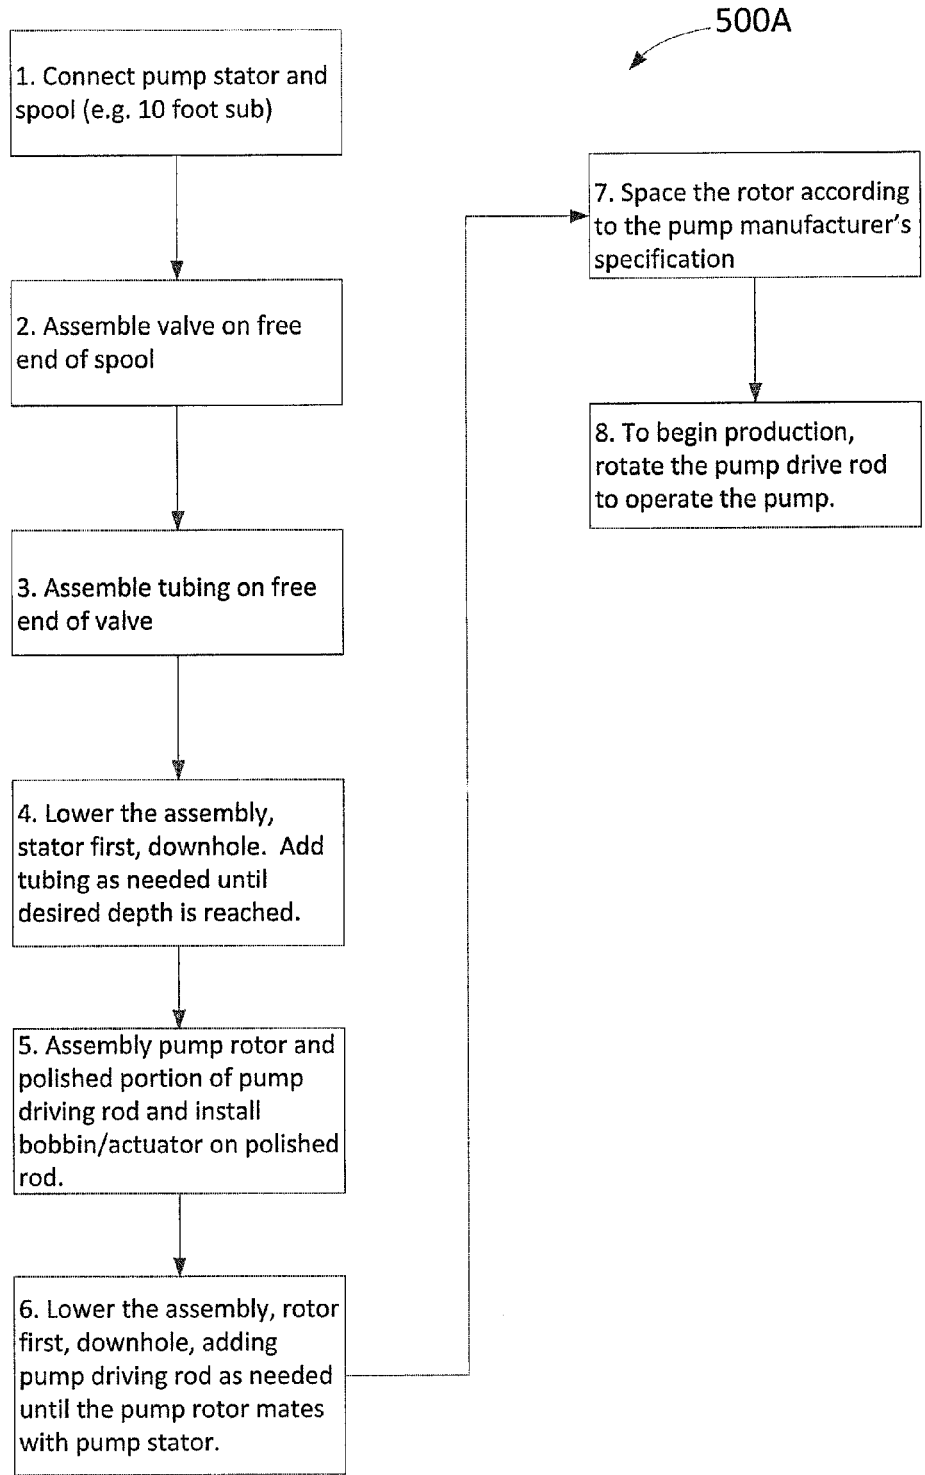 500A
1. Connect pump stator and
spool (e.g. 10 foot sub)
2. Assemble valve on free
end of spool
3. Assemble tubing on free
end of valve
4. Lower the assembly,
stator first, downhole. Add
tubing as needed until
desired depth is reached.
5. Assembly pump rotor and
polished portion of pump
driving rod and install
bobbin/actuator on polished
rod.
6. Lower the assembly, rotor
first, downhole, adding
pump driving rod as needed
until the pump rotor mates
with pump stator.
7. Space the rotor according
to the pump manufacturer's
specification
8. To begin production,
rotate the pump drive rod
to operate the pump.